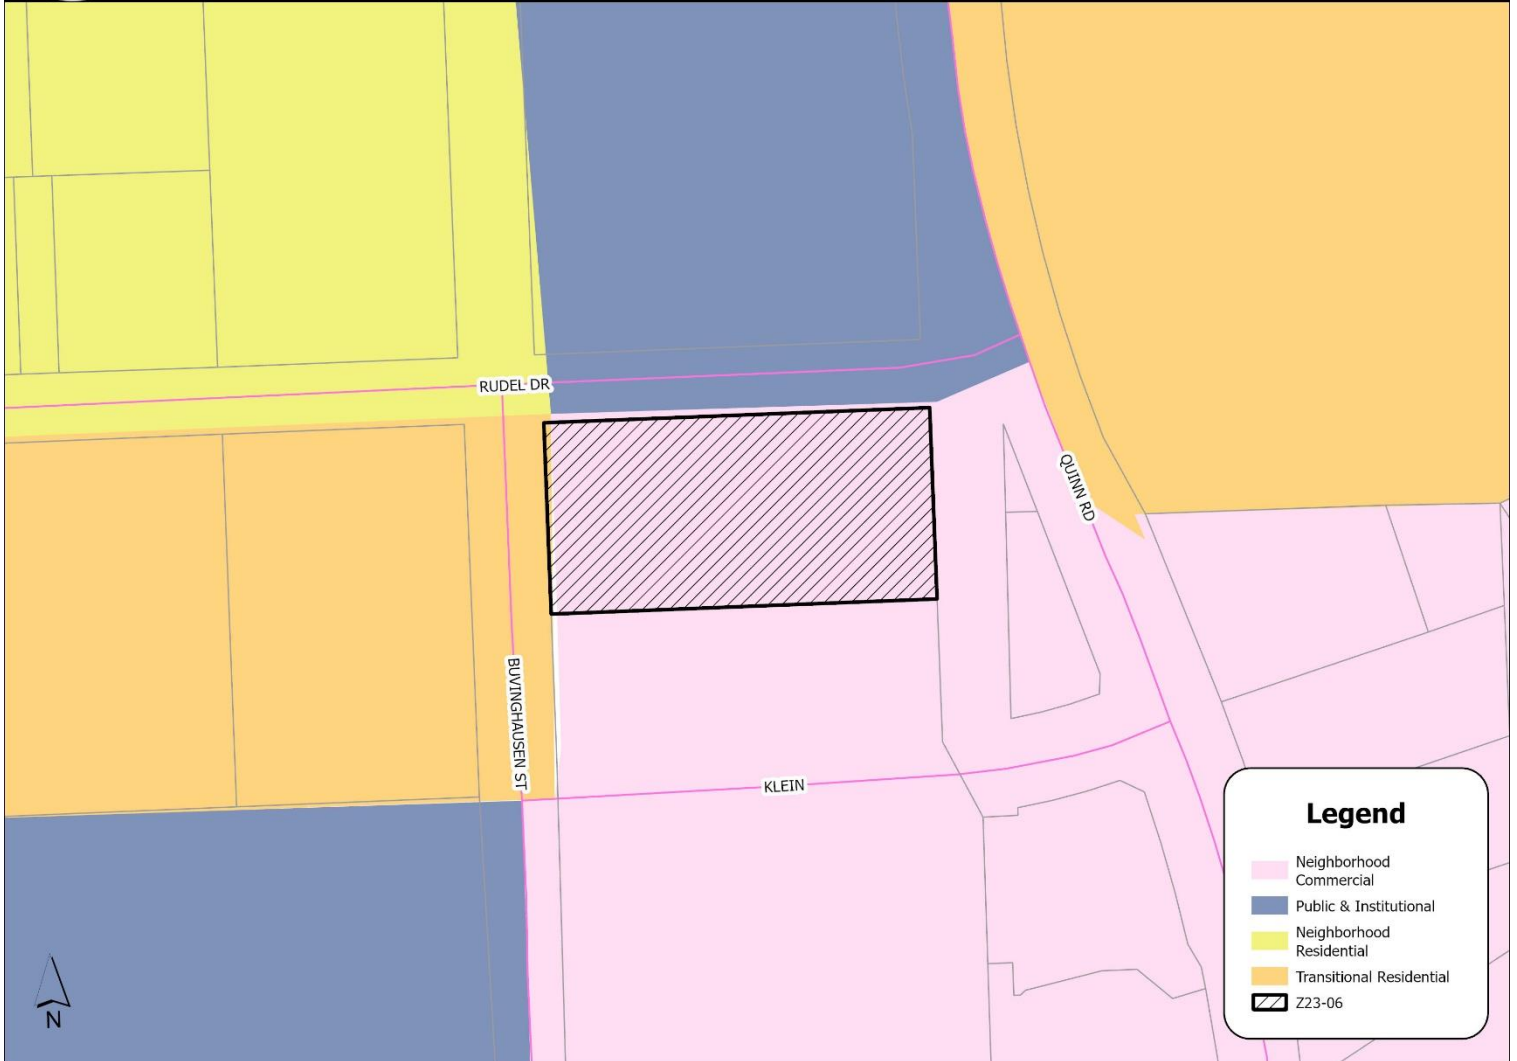 RUDEL DR
QUINN RD
BUVINGHAUSEN ST
KLEIN
Legend
Neighborhood
Commercial
Public & Institutional
Neighborhood
Residential
Transitional Residential
Z23-06
N